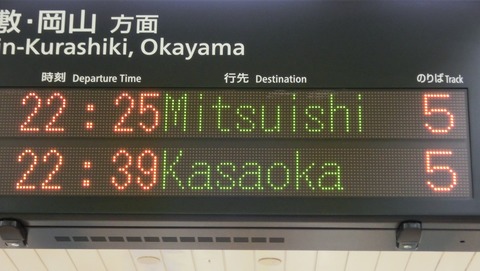 敷・岡山 方面
in-Kurashiki, Okayama
時刻 Departure Time 行先 Destination のりば Track
22:25 Mitsuishi 5
22:39 Kasaoka 5